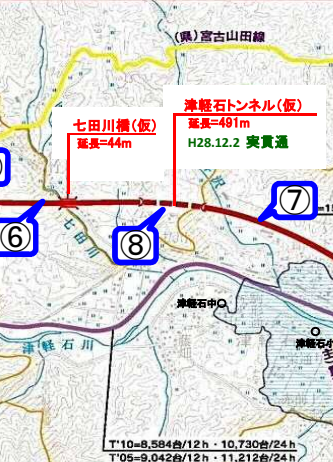 (県)宮古山田線
津軽石トンネル(仮)
延長=491m
H28.12.2 実貫通
七田川橋(仮)
延長=44m
沢
⑦
⑥
⑧
七田川
津軽石中
津軽石川
津軽石小
T'10=8,584台/12h・10,730台/24h
T'05=9,042台/12h・11,212台/24h